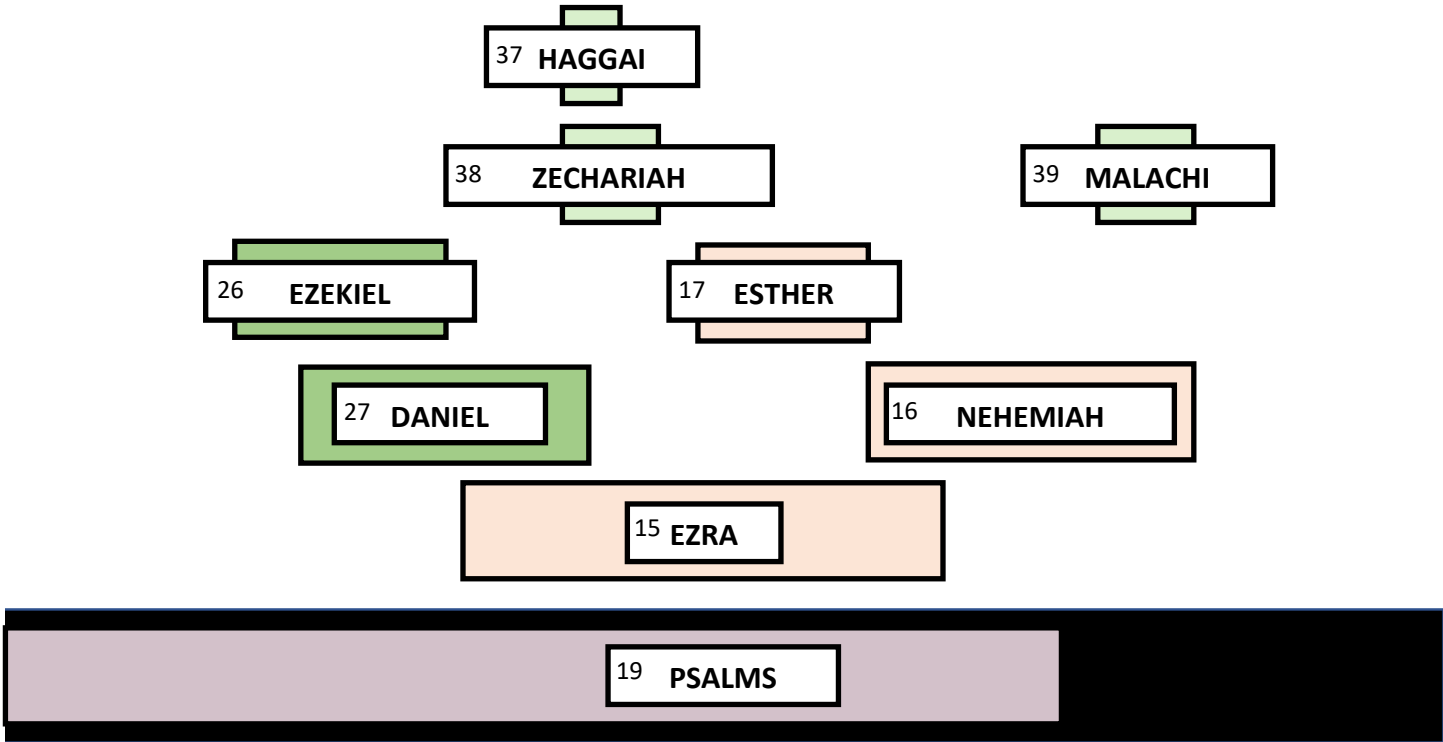 37 HAGGAI
38 ZECHARIAH
39 MALACHI
26 EZEKIEL
17 ESTHER
27 DANIEL
16 NEHEMIAH
15 EZRA
19 PSALMS